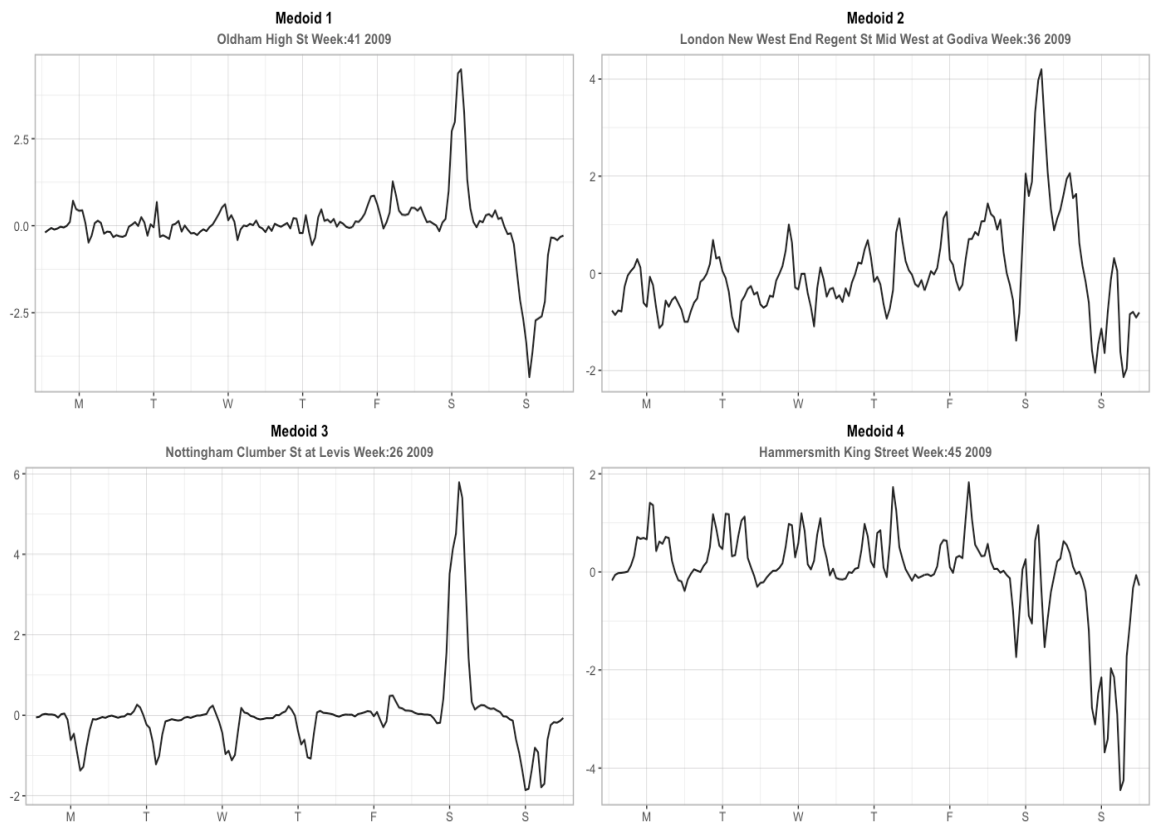 Medoid 1
Oldham High St Week:41 2009
2.5
0.0
-2.5
M T W T F S S
Medoid 2
London New West End Regent St Mid West at Godiva Week:36 2009
4
2
0
-2
M T W T F S S
Medoid 3
Nottingham Clumber St at Levis Week:26 2009
6
4
2
0
-2
M T W T F S S
Medoid 4
Hammersmith King Street Week:45 2009
2
0
-2
-4
M T W T F S S